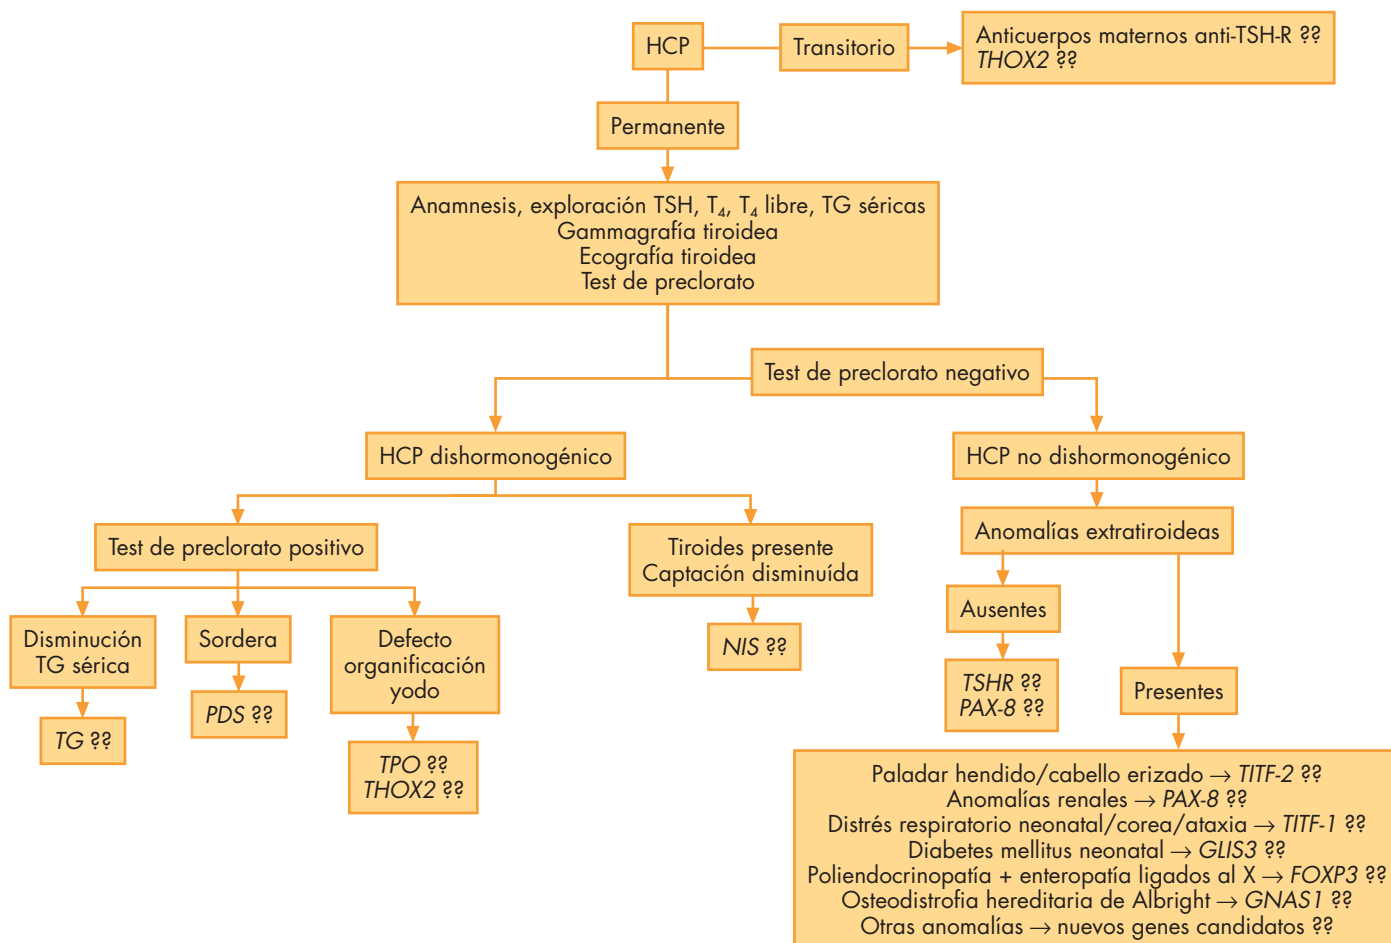 HCP
Transitorio
Anticuerpos maternos anti-TSH-R ??
THOX2 ??
Permanente
Anamnesis, exploración TSH, T₄, T₄ libre, TG séricas
Gammagrafía tiroidea
Ecografía tiroidea
Test de preclorato
Test de preclorato negativo
HCP dishormonogénico
HCP no dishormonogénico
Test de preclorato positivo
Tiroides presente
Captación disminuída
Anomalías extratiroideas
Disminución
TG sérica
Sordera
Defecto
organificación
yodo
NIS ??
Ausentes
TG ??
PDS ??
TPO ??
THOX2 ??
TSHR ??
PAX-8 ??
Presentes
Paladar hendido/cabello erizado → TITF-2 ??
Anomalías renales → PAX-8 ??
Distrés respiratorio neonatal/corea/ataxia → TITF-1 ??
Diabetes mellitus neonatal → GLIS3 ??
Poliendocrinopatía + enteropatía ligados al X → FOXP3 ??
Osteodistrofia hereditaria de Albright → GNAS1 ??
Otras anomalías → nuevos genes candidatos ??